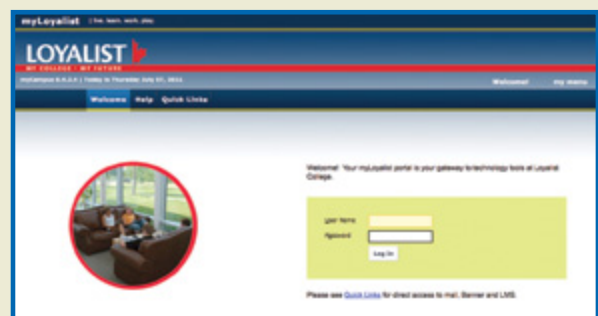 myLoyalist | live. learn. work. play.
LOYALIST
MY COLLEGE · MY FUTURE
Today is Thursday July 07, 2011
Welcome! my menu
Welcome Help Quick Links
Welcome! Your myLoyalist portal is your gateway to technology tools at Loyalist
College.
User Name
Password
Log In
Please see Quick Links for direct access to mail, Banner and LMS.